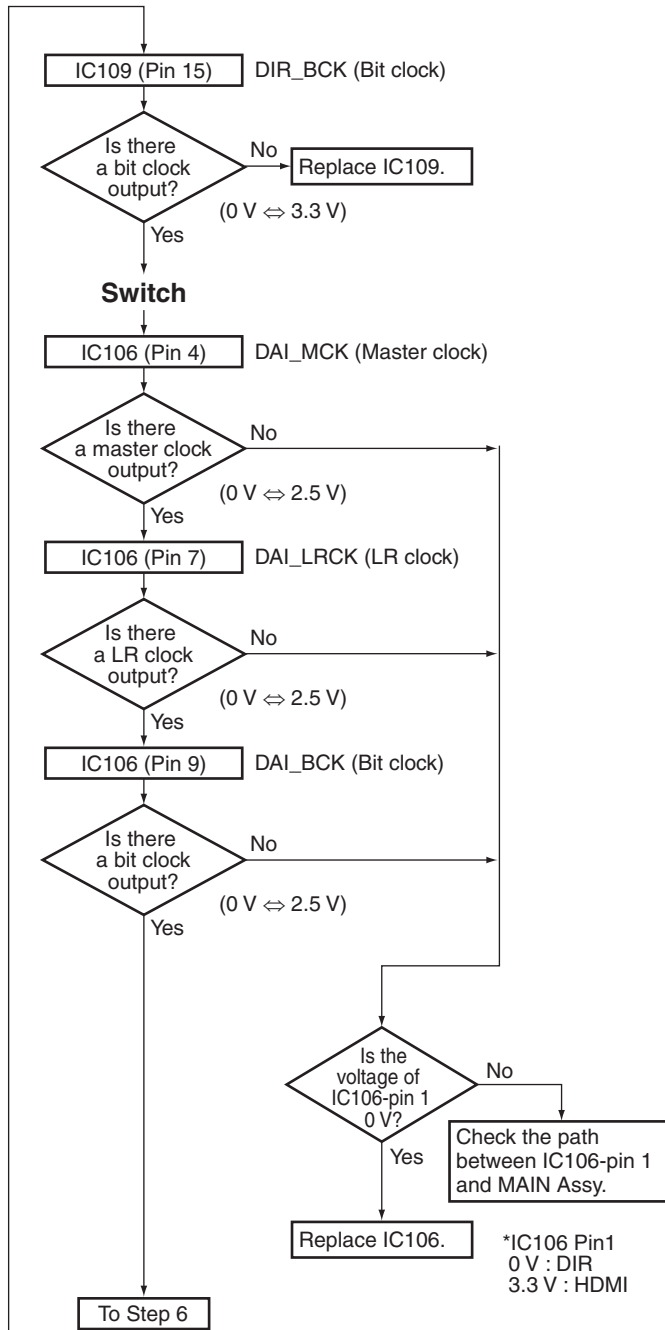 IC109 (Pin 15)
DIR_BCK (Bit clock)
Is there
a bit clock
output?
No
Replace IC109.
(0 V ⇔ 3.3 V)
Yes
Switch
IC106 (Pin 4)
DAI_MCK (Master clock)
Is there
a master clock
output?
No
(0 V ⇔ 2.5 V)
Yes
IC106 (Pin 7)
DAI_LRCK (LR clock)
Is there
a LR clock
output?
No
(0 V ⇔ 2.5 V)
Yes
IC106 (Pin 9)
DAI_BCK (Bit clock)
Is there
a bit clock
output?
No
(0 V ⇔ 2.5 V)
Yes
Is the
voltage of
IC106-pin 1
0 V?
No
Check the path
between IC106-pin 1
and MAIN Assy.
Yes
Replace IC106.
*IC106 Pin1
0 V : DIR
3.3 V : HDMI
To Step 6